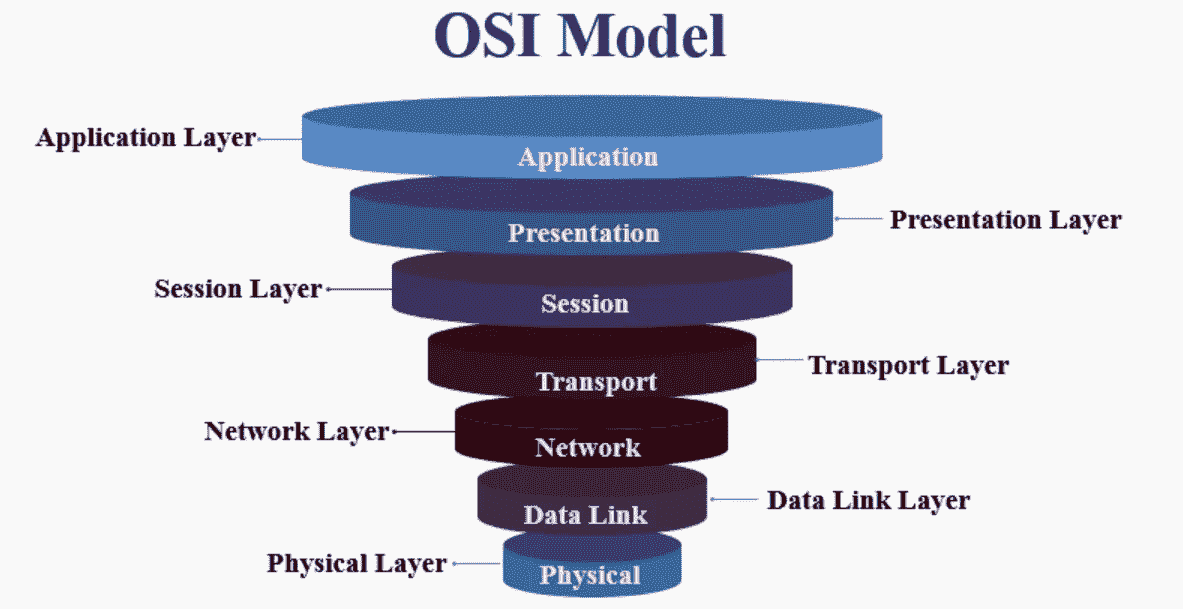 OSI Model
Application Layer
Application
Presentation
Presentation Layer
Session Layer
Session
Transport
Transport Layer
Network Layer
Network
Data Link
Data Link Layer
Physical Layer
Physical